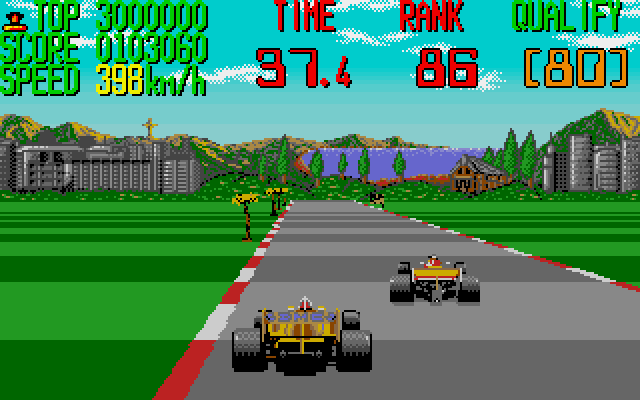 TOP 3000000 TIME RANK QUALIFY
SCORE 0103060
SPEED 398km/h 37.4 86 [80]